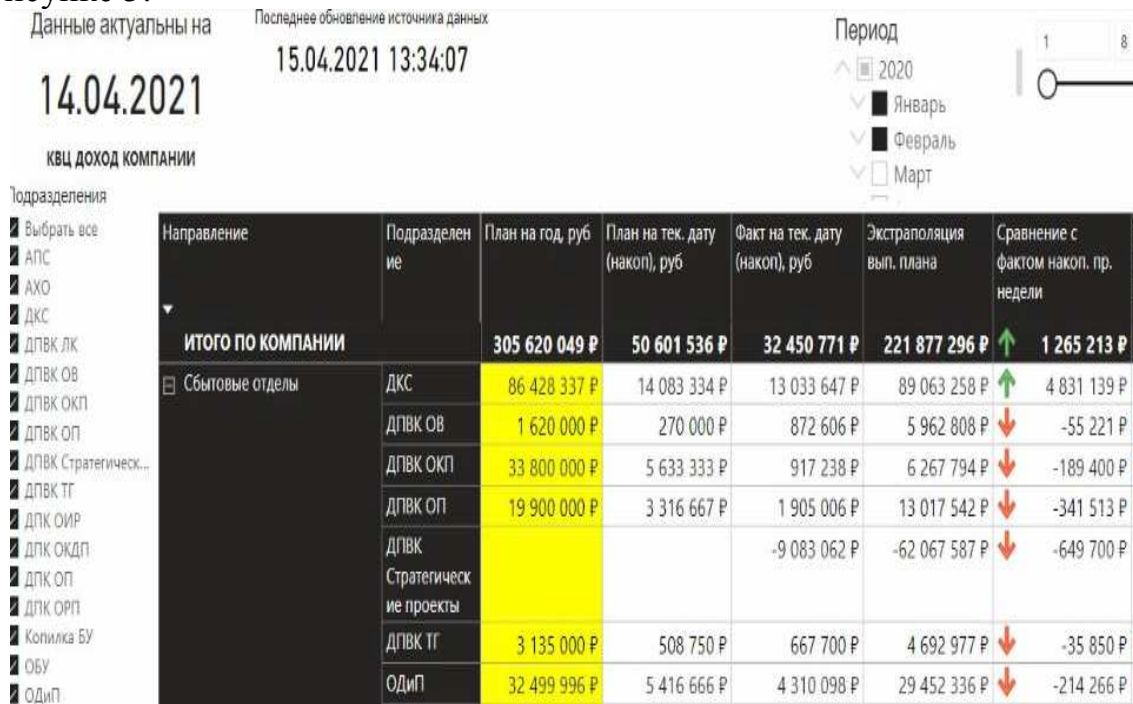 Данные актуальны на
14.04.2021
Последнее обновление источника данных
15.04.2021 13:34:07
КВЦ ДОХОД КОМПАНИИ
Период
2020
Январь
Февраль
Март
1 8
Подразделения
Выбрать все
АПС
АХО
ДКС
ДПВК ЛК
ДПВК ОВ
ДПВК ОКП
ДПВК ОП
ДПВК Стратегическ...
ДПВК ТГ
ДПК ОИР
ДПК ОКДП
ДПК ОП
ДПК ОРП
Копилка БУ
ОБУ
ОДиП
Направление
Подразделен
ие
План на год, руб
План на тек. дату
(накоп), руб
Факт на тек. дату
(накоп), руб
Экстраполяция
вып. плана
Сравнение с
фактом накоп. пр.
недели
ИТОГО ПО КОМПАНИИ 305 620 049 ₽ 50 601 536 ₽ 32 450 771 ₽ 221 877 296 ₽ 1 265 213 ₽
Сбытовые отделы ДКС 86 428 337 ₽ 14 083 334 ₽ 13 033 647 ₽ 89 063 258 ₽ 4 831 139 ₽
ДПВК ОВ 1 620 000 ₽ 270 000 ₽ 872 606 ₽ 5 962 808 ₽ -55 221 ₽
ДПВК ОКП 33 800 000 ₽ 5 633 333 ₽ 917 238 ₽ 6 267 794 ₽ -189 400 ₽
ДПВК ОП 19 900 000 ₽ 3 316 667 ₽ 1 905 006 ₽ 13 017 542 ₽ -341 513 ₽
ДПВК -9 083 062 ₽ -62 067 587 ₽ -649 700 ₽
Стратегическ
ие проекты
ДПВК ТГ 3 135 000 ₽ 508 750 ₽ 667 700 ₽ 4 692 977 ₽ -35 850 ₽
ОДиП 32 499 996 ₽ 5 416 666 ₽ 4 310 098 ₽ 29 452 336 ₽ -214 266 ₽